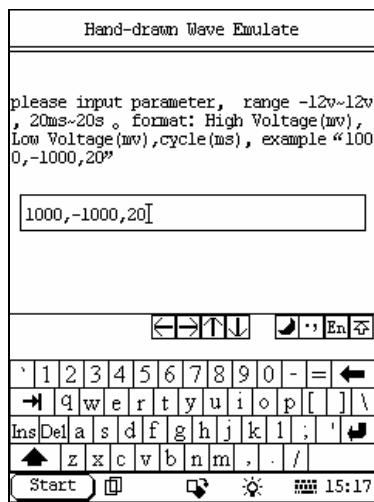 Hand-drawn Wave Emulate
please input parameter, range -12v~12v
, 20ms~20s 。 format: High Voltage(mv),
Low Voltage(mv),cycle(ms), example “100
0,-1000,20”
1000,-1000,20
←→↑↓ ·, En
` 1 2 3 4 5 6 7 8 9 0 - =
q w e r t y u i o p [ ] \
Ins Del a s d f g h j k l ; '
z x c v b n m , . /
Start 15:17